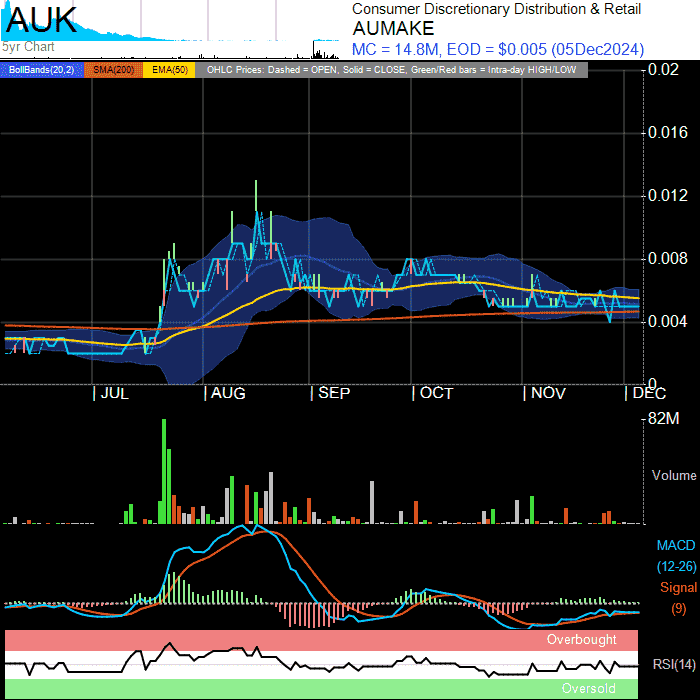 AUK
5yr Chart
Consumer Discretionary Distribution & Retail
AUMAKE
MC = 14.8M, EOD = $0.005 (05Dec2024)
BollBands(20,2) SMA(200) EMA(50) OHLC Prices: Dashed = OPEN, Solid = CLOSE, Green/Red bars = Intra-day HIGH/LOW
0.02
0.016
0.012
0.008
0.004
0
JUL AUG SEP OCT NOV DEC
82M
Volume
MACD
(12-26)
Signal
(9)
Overbought
RSI(14)
Oversold